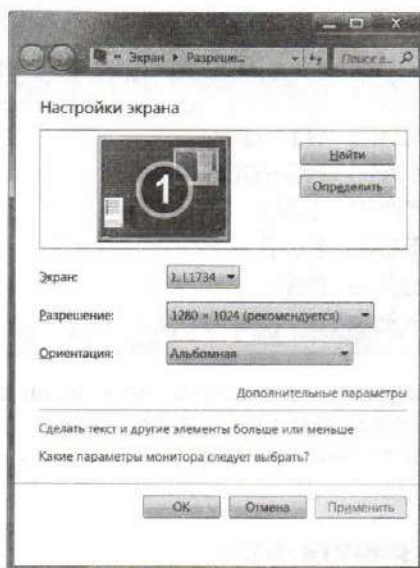 « Экран ▸ Разреше...
Поиск в...
Настройки экрана
1
Найти
Определить
Экран: 1. L1734
Разрешение: 1280 × 1024 (рекомендуется)
Ориентация: Альбомная
Дополнительные параметры
Сделать текст и другие элементы больше или меньше
Какие параметры монитора следует выбрать?
ОК Отмена Применить